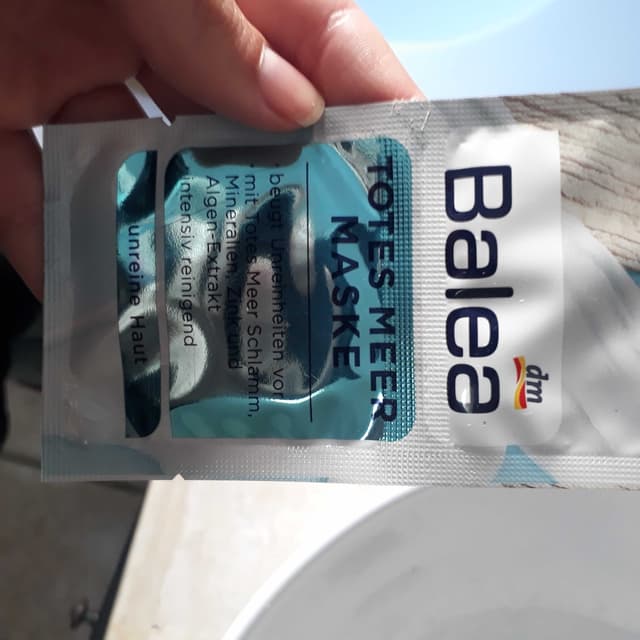 Balea
dm
TOTES MEER
MASKE
• beugt Unreinheiten vor
• mit Totes Meer Schlamm,
Mineralien, Zink und
Algen-Extrakt
intensiv reinigend
unreine Haut